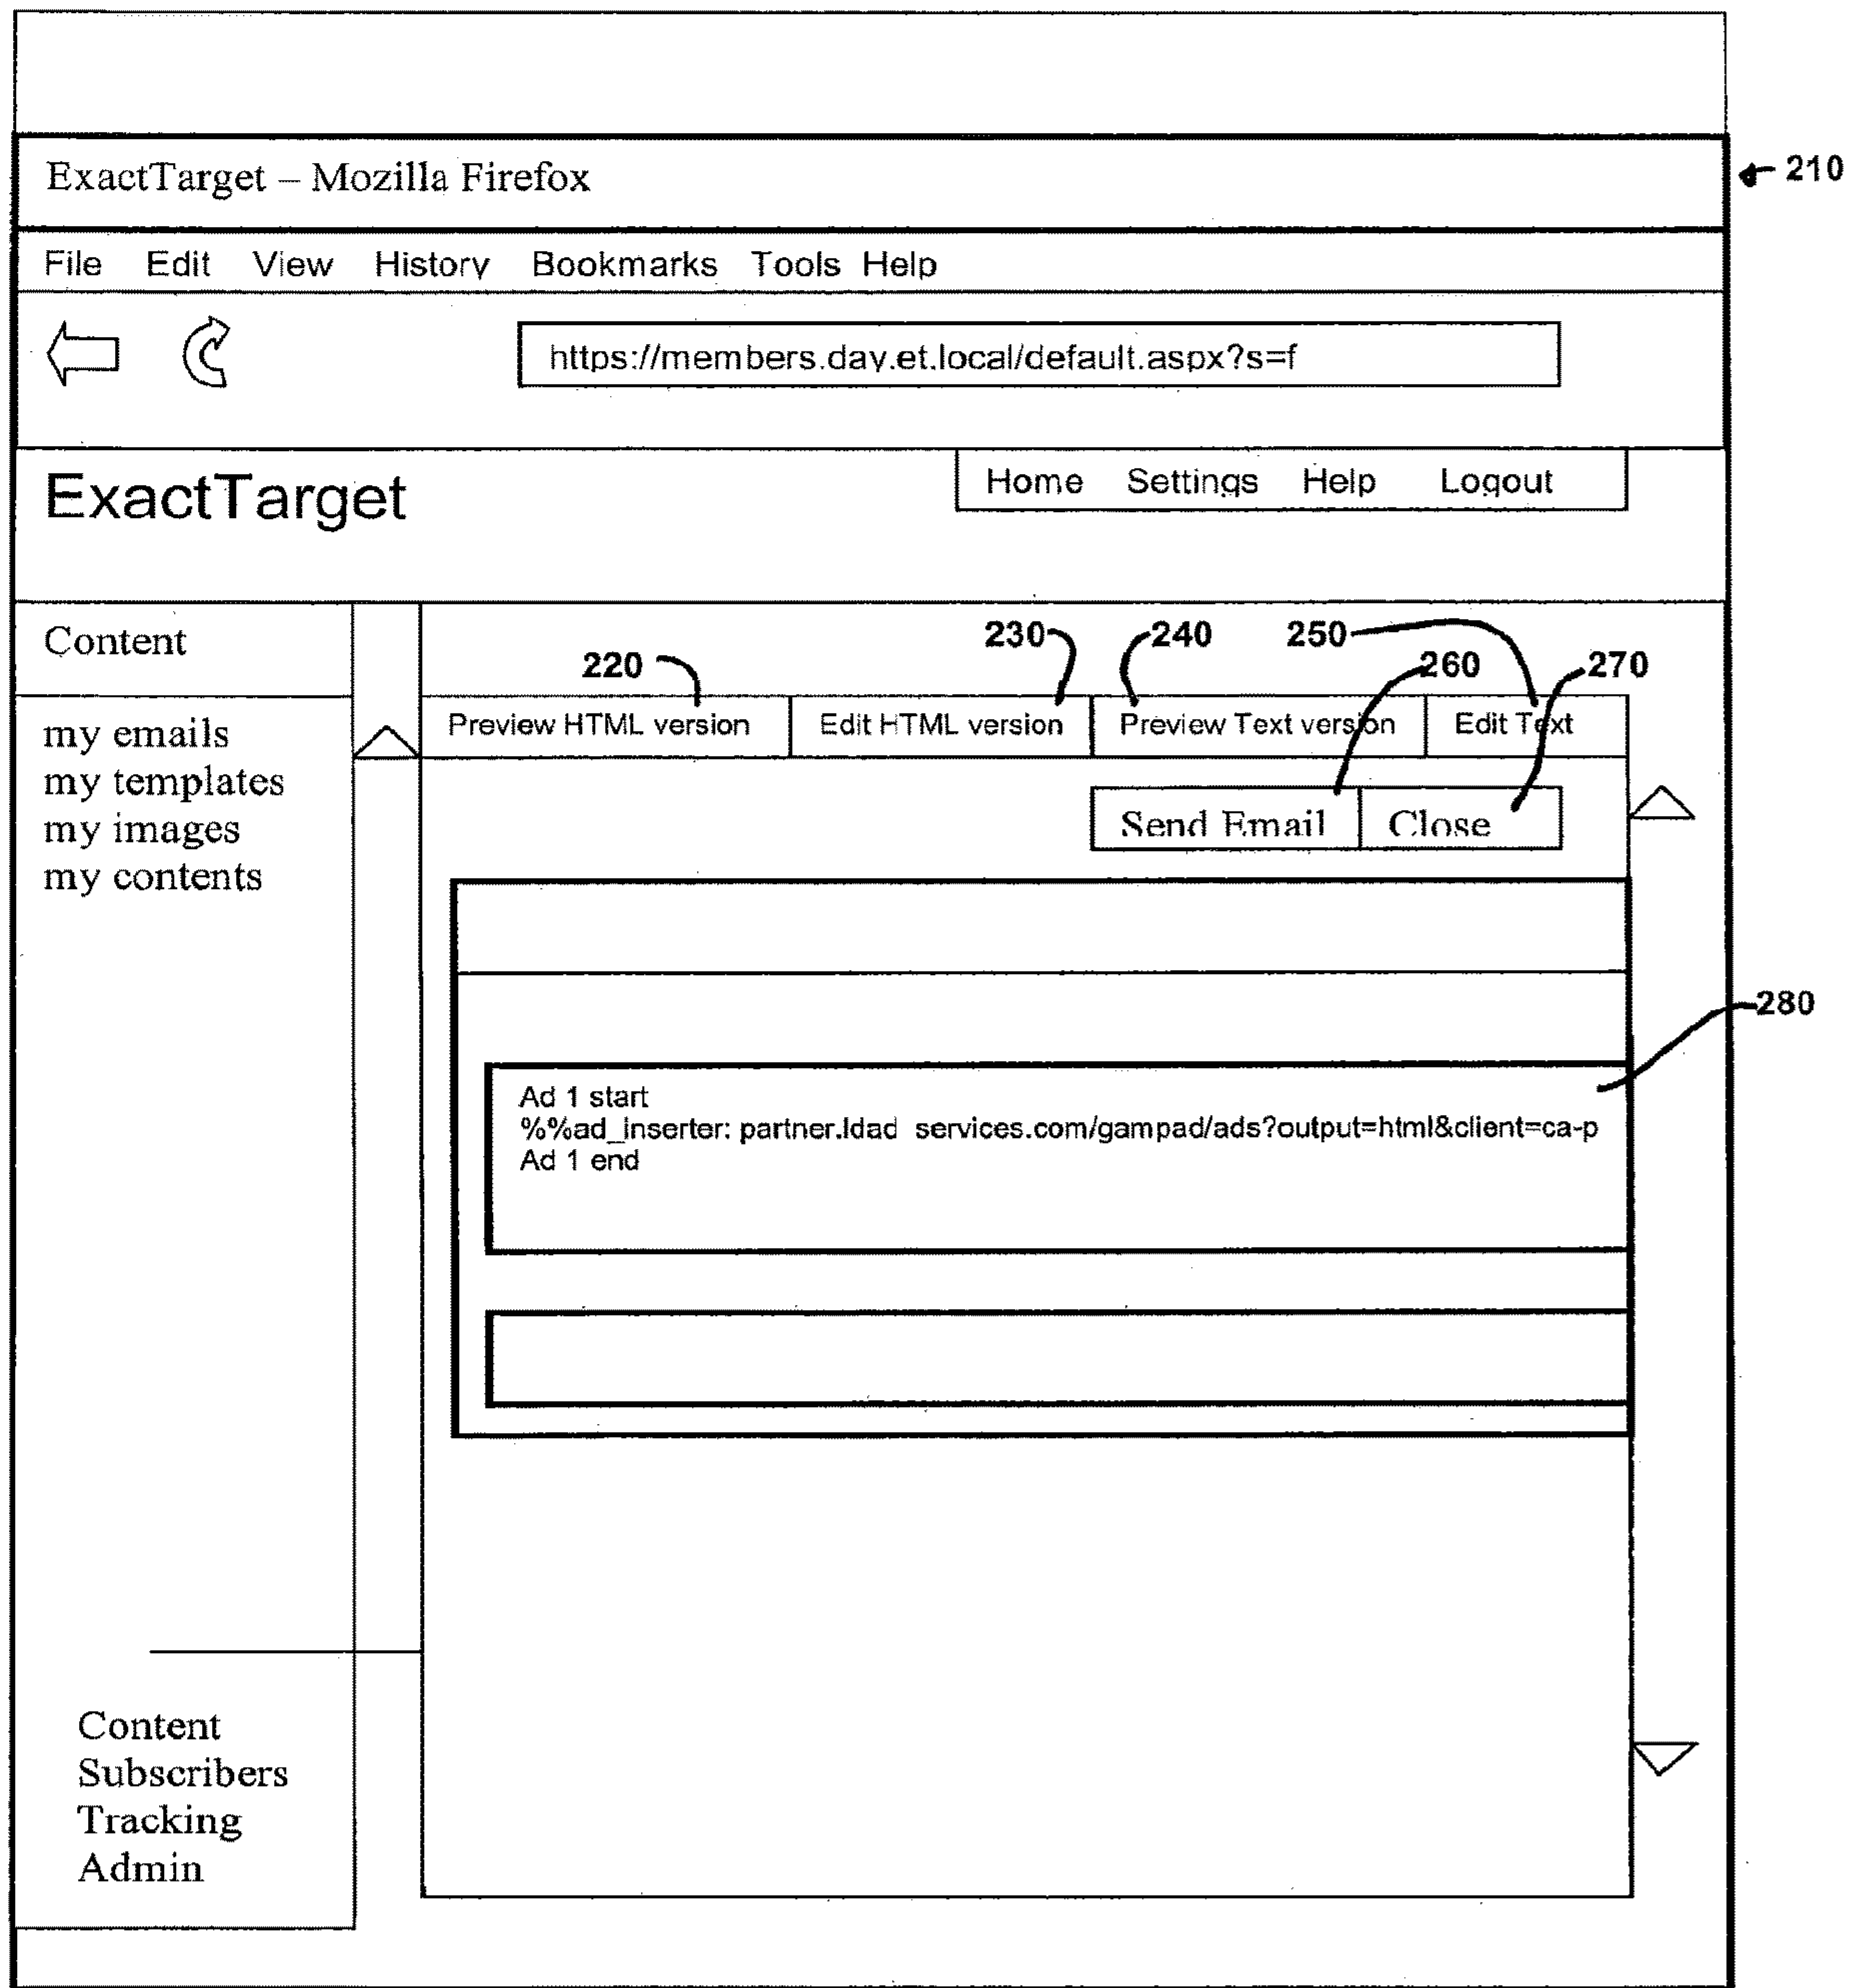 ExactTarget – Mozilla Firefox
210
File Edit View History Bookmarks Tools Help
https://members.day.et.local/default.aspx?s=f
ExactTarget
Home Settings Help Logout
Content
220
230
240
250
260
270
my emails
my templates
my images
my contents
Preview HTML version
Edit HTML version
Preview Text version
Edit Text
Send Email
Close
280
Ad 1 start
%%ad_inserter: partner.ldad services.com/gampad/ads?output=html&client=ca-p
Ad 1 end
Content
Subscribers
Tracking
Admin